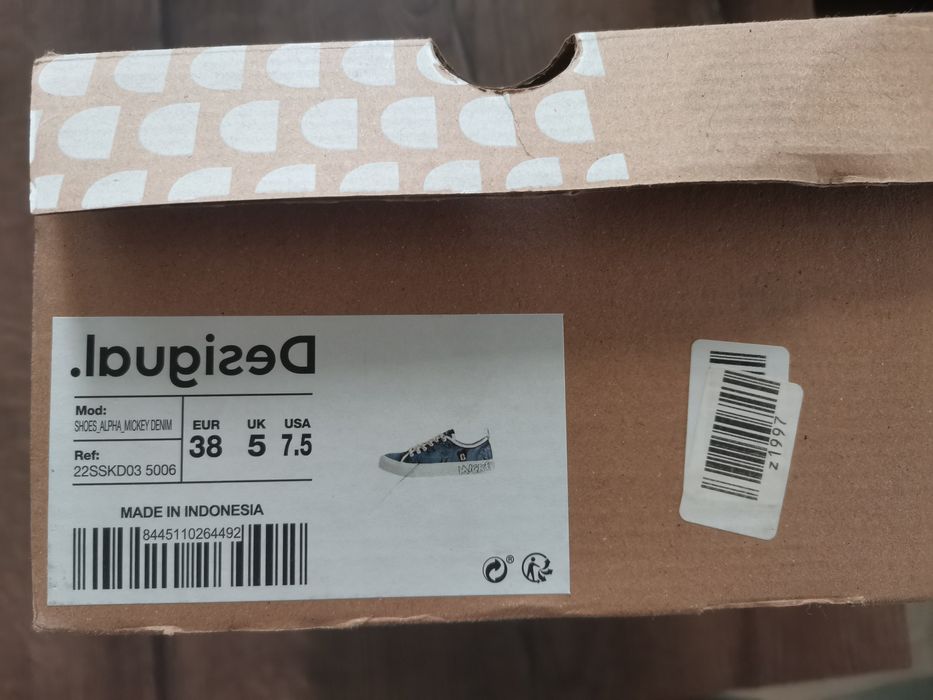 Desigual.
Mod:
SHOES_ALPHA_MICKEY DENIM
Ref:
22SSKD03 5006
EUR UK USA
38 5 7.5
MADE IN INDONESIA
8445110264492
z1997